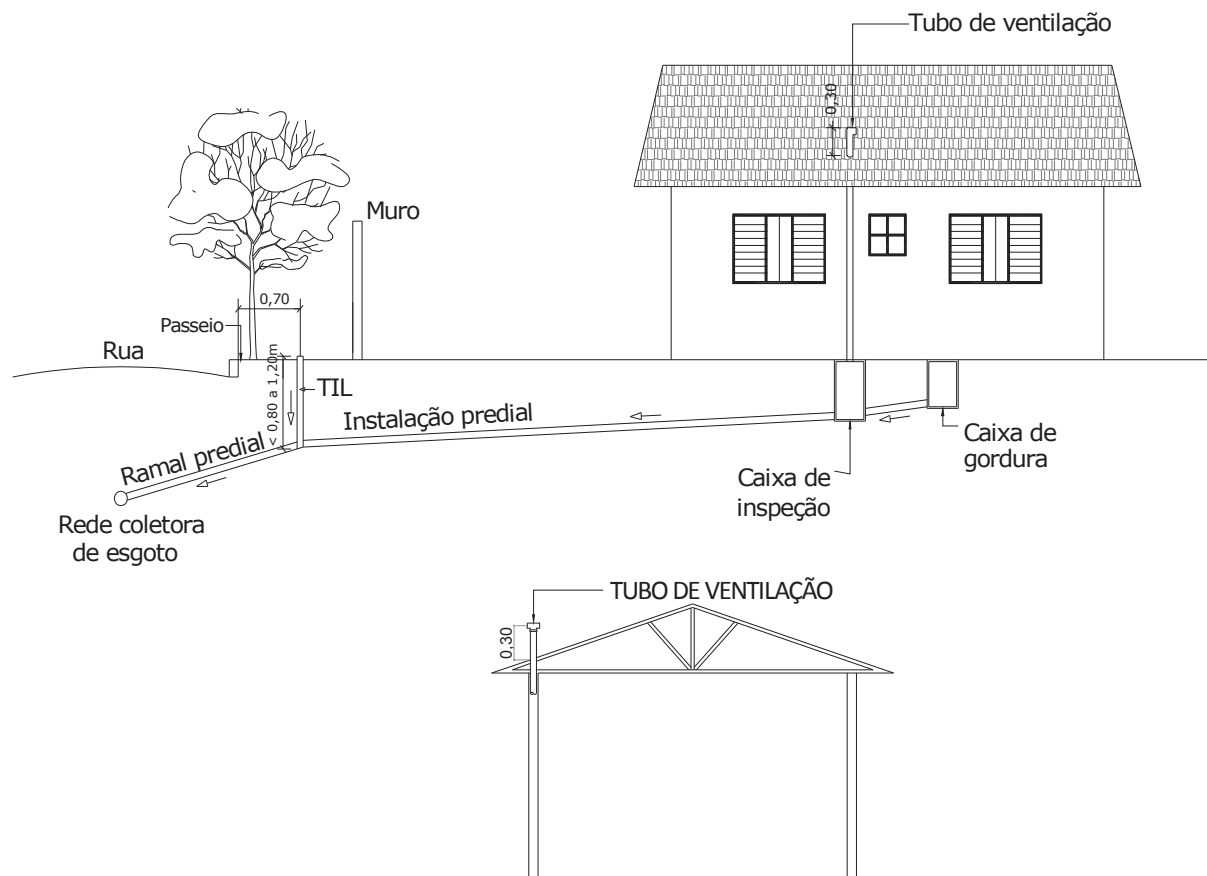 Tubo de ventilação
0,30
Muro
0,70
Passeio
Rua
< 0,80 a 1,20m
TIL
Instalação predial
Ramal predial
Caixa de
gordura
Caixa de
inspeção
Rede coletora
de esgoto
TUBO DE VENTILAÇÃO
0,30